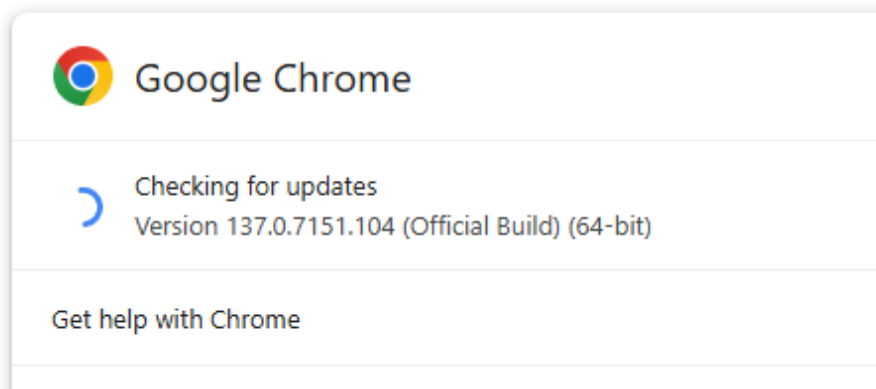 Google Chrome
Checking for updates
Version 137.0.7151.104 (Official Build) (64-bit)
Get help with Chrome